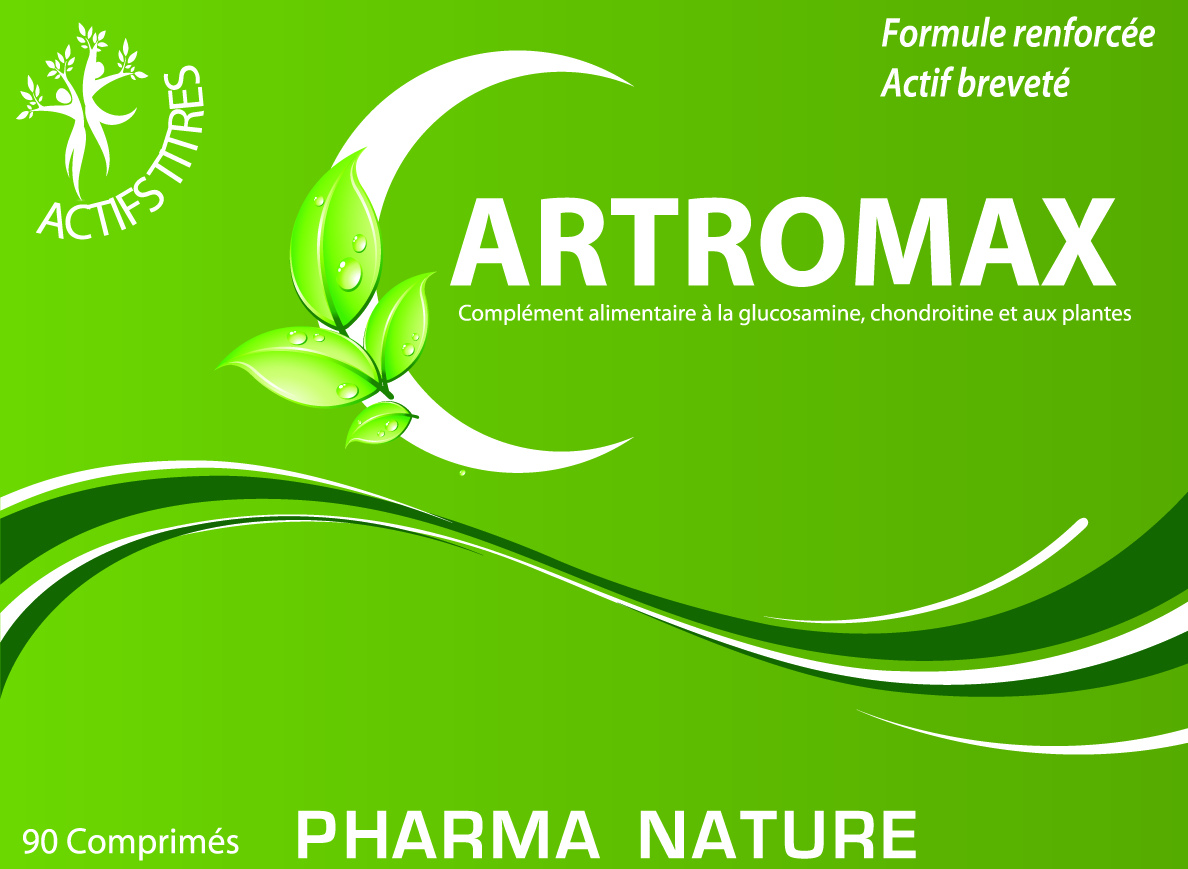 Formule renforcée
Actif breveté
ACTIFS TITRES
ARTROMAX
Complément alimentaire à la glucosamine, chondroitine et aux plantes
90 Comprimés
PHARMA NATURE